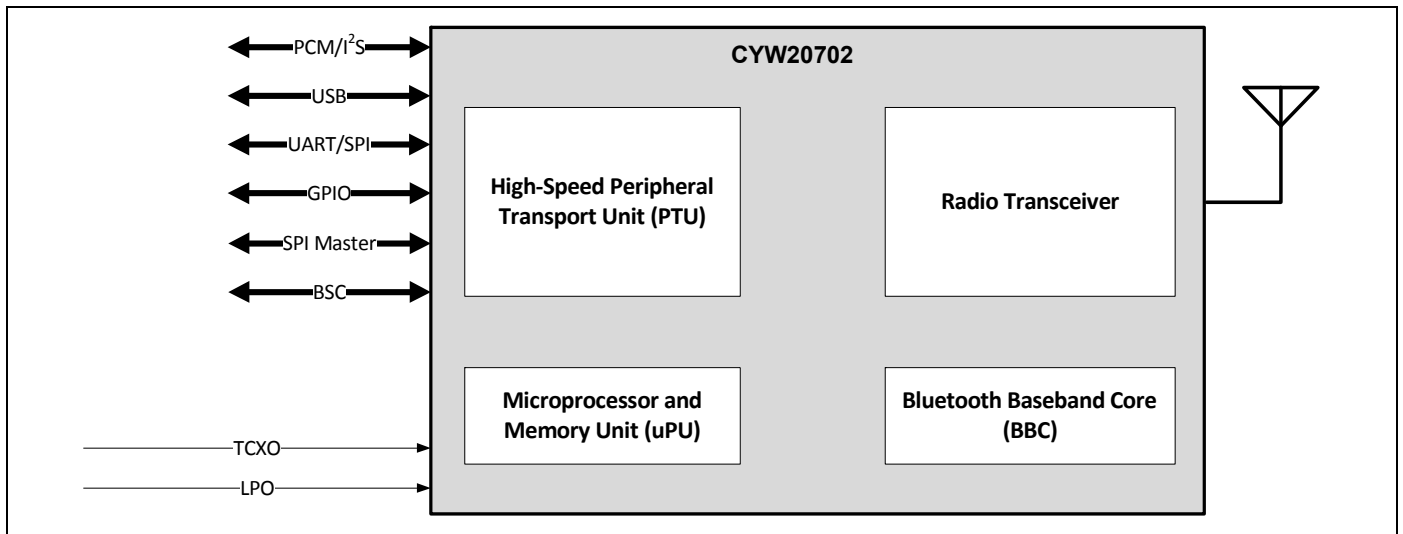 CYW20702
PCM/I²S
USB
UART/SPI
GPIO
SPI Master
BSC
TCXO
LPO
High-Speed Peripheral
Transport Unit (PTU)
Radio Transceiver
Microprocessor and
Memory Unit (uPU)
Bluetooth Baseband Core
(BBC)